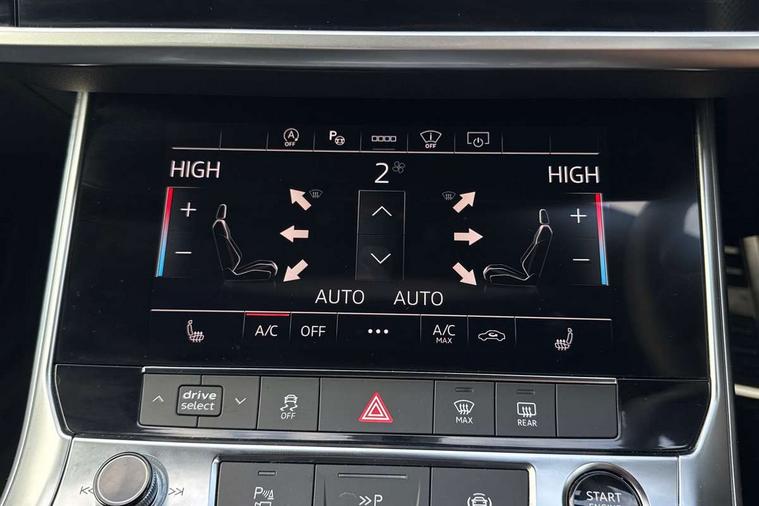 A
OFF
P
OFF
HIGH
2
HIGH
+
+
−
−
AUTO AUTO
A/C
OFF
•••
A/C
MAX
drive
select
OFF
MAX
REAR
P
>>P
START